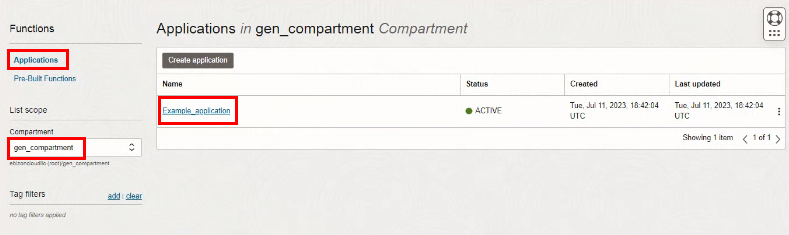 Functions
Applications
Pre-Built Functions
List scope
Compartment
gen_compartment
(root)/gen_compartment
Tag filters add | clear
no tag filters applied
Applications in gen_compartment Compartment
Create application
Name Status Created Last updated
Example_application ACTIVE Tue, Jul 11, 2023, 18:42:04 UTC Tue, Jul 11, 2023, 18:42:04 UTC
Showing 1 item 1 of 1